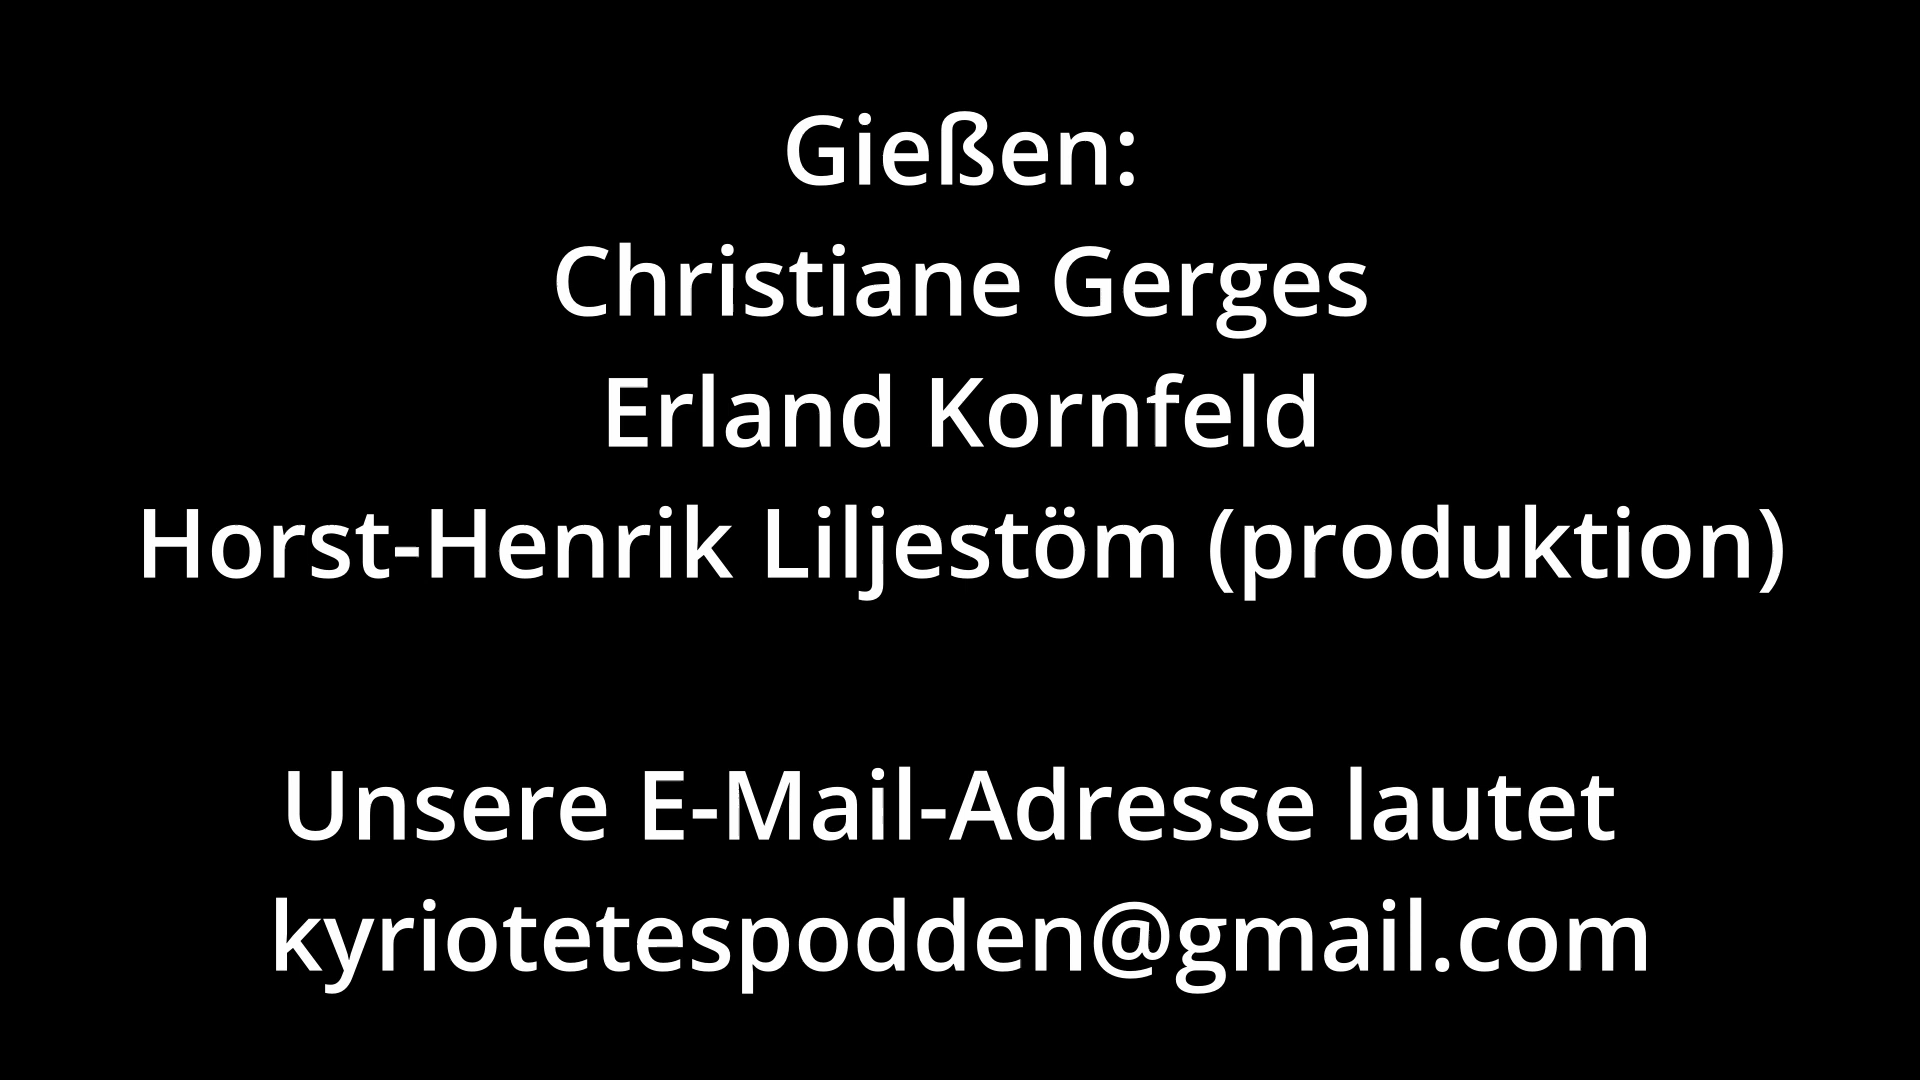 Gießen:
Christiane Gerges
Erland Kornfeld
Horst-Henrik Liljestöm (produktion)
Unsere E-Mail-Adresse lautet
kyriotetespodden@gmail.com